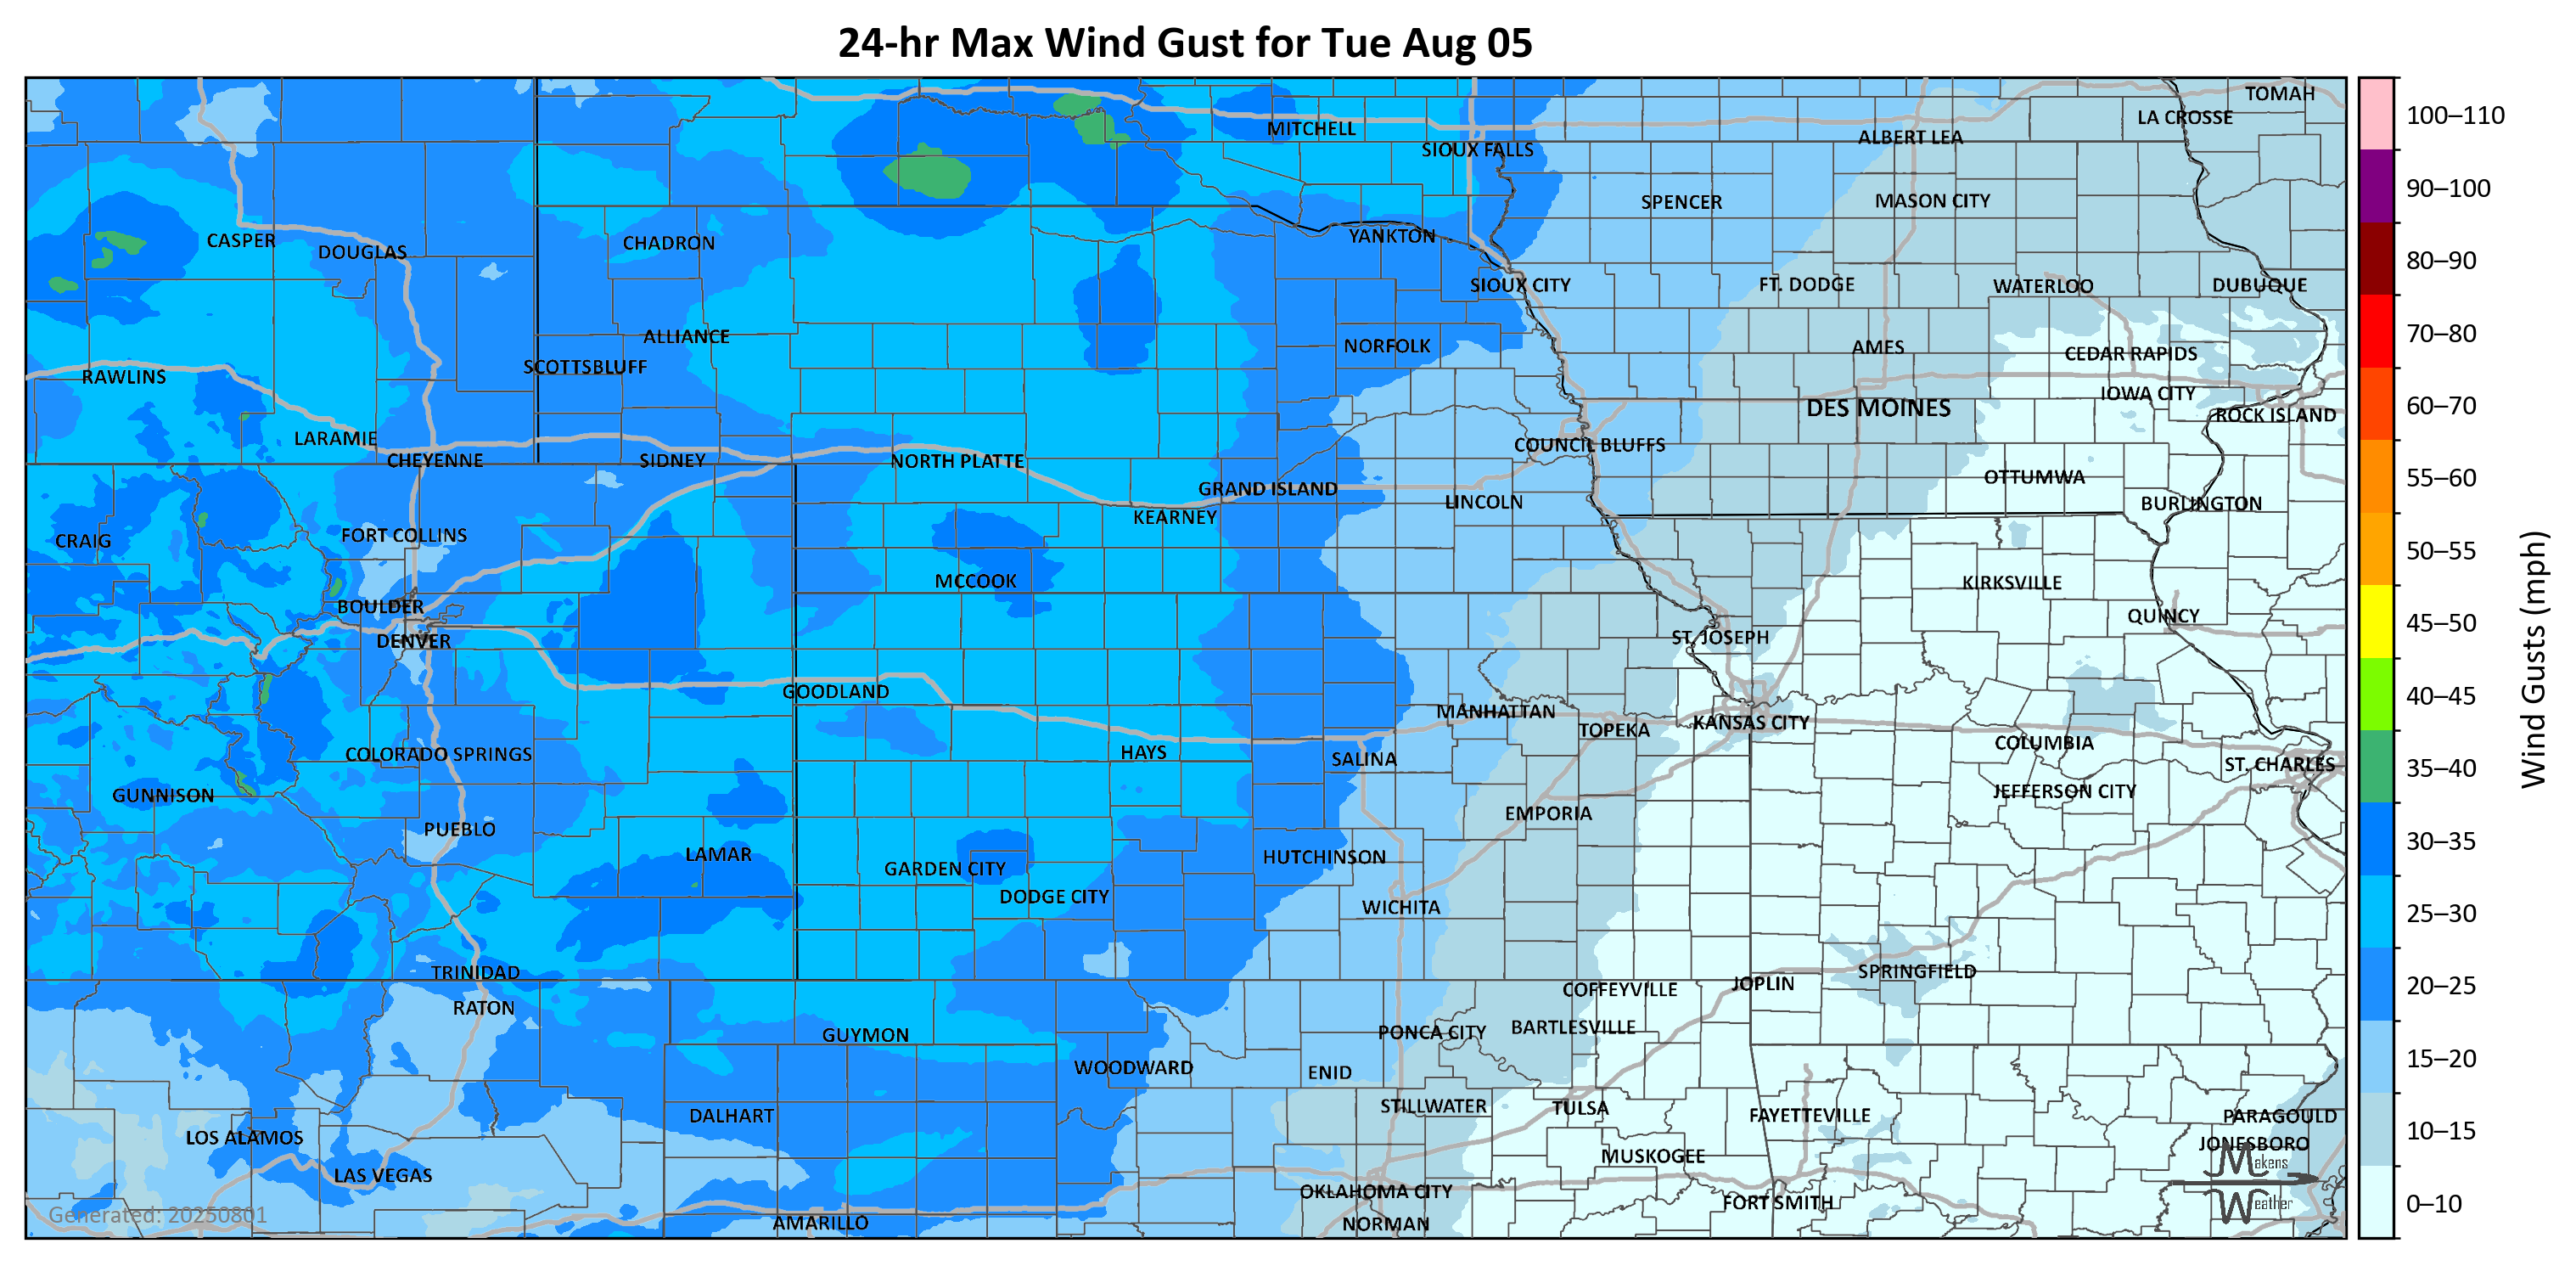 24-hr Max Wind Gust for Tue Aug 05
TOMAH
LA CROSSE
MITCHELL
ALBERT LEA
SIOUX FALLS
SPENCER
MASON CITY
CASPER
DOUGLAS
CHADRON
YANKTON
SIOUX CITY
FT. DODGE
WATERLOO
DUBUQUE
ALLIANCE
NORFOLK
AMES
CEDAR RAPIDS
SCOTTSBLUFF
RAWLINS
IOWA CITY
DES MOINES
ROCK ISLAND
LARAMIE
COUNCIL BLUFFS
CHEYENNE
SIDNEY
NORTH PLATTE
OTTUMWA
GRAND ISLAND
LINCOLN
BURLINGTON
KEARNEY
FORT COLLINS
CRAIG
MCCOOK
KIRKSVILLE
BOULDER
QUINCY
DENVER
ST. JOSEPH
GOODLAND
MANHATTAN
KANSAS CITY
TOPEKA
COLUMBIA
COLORADO SPRINGS
HAYS
SALINA
ST. CHARLES
GUNNISON
JEFFERSON CITY
EMPORIA
PUEBLO
LAMAR
HUTCHINSON
GARDEN CITY
DODGE CITY
WICHITA
TRINIDAD
SPRINGFIELD
JOPLIN
COFFEYVILLE
RATON
BARTLESVILLE
PONCA CITY
GUYMON
WOODWARD
ENID
STILLWATER
TULSA
DALHART
FAYETTEVILLE
PARAGOULD
LOS ALAMOS
JONESBORO
MUSKOGEE
LAS VEGAS
OKLAHOMA CITY
FORT SMITH
AMARILLO
NORMAN
Makens
Weather
Generated: 20250801
100–110
90–100
80–90
70–80
60–70
55–60
50–55
45–50
40–45
35–40
30–35
25–30
20–25
15–20
10–15
0–10
Wind Gusts (mph)